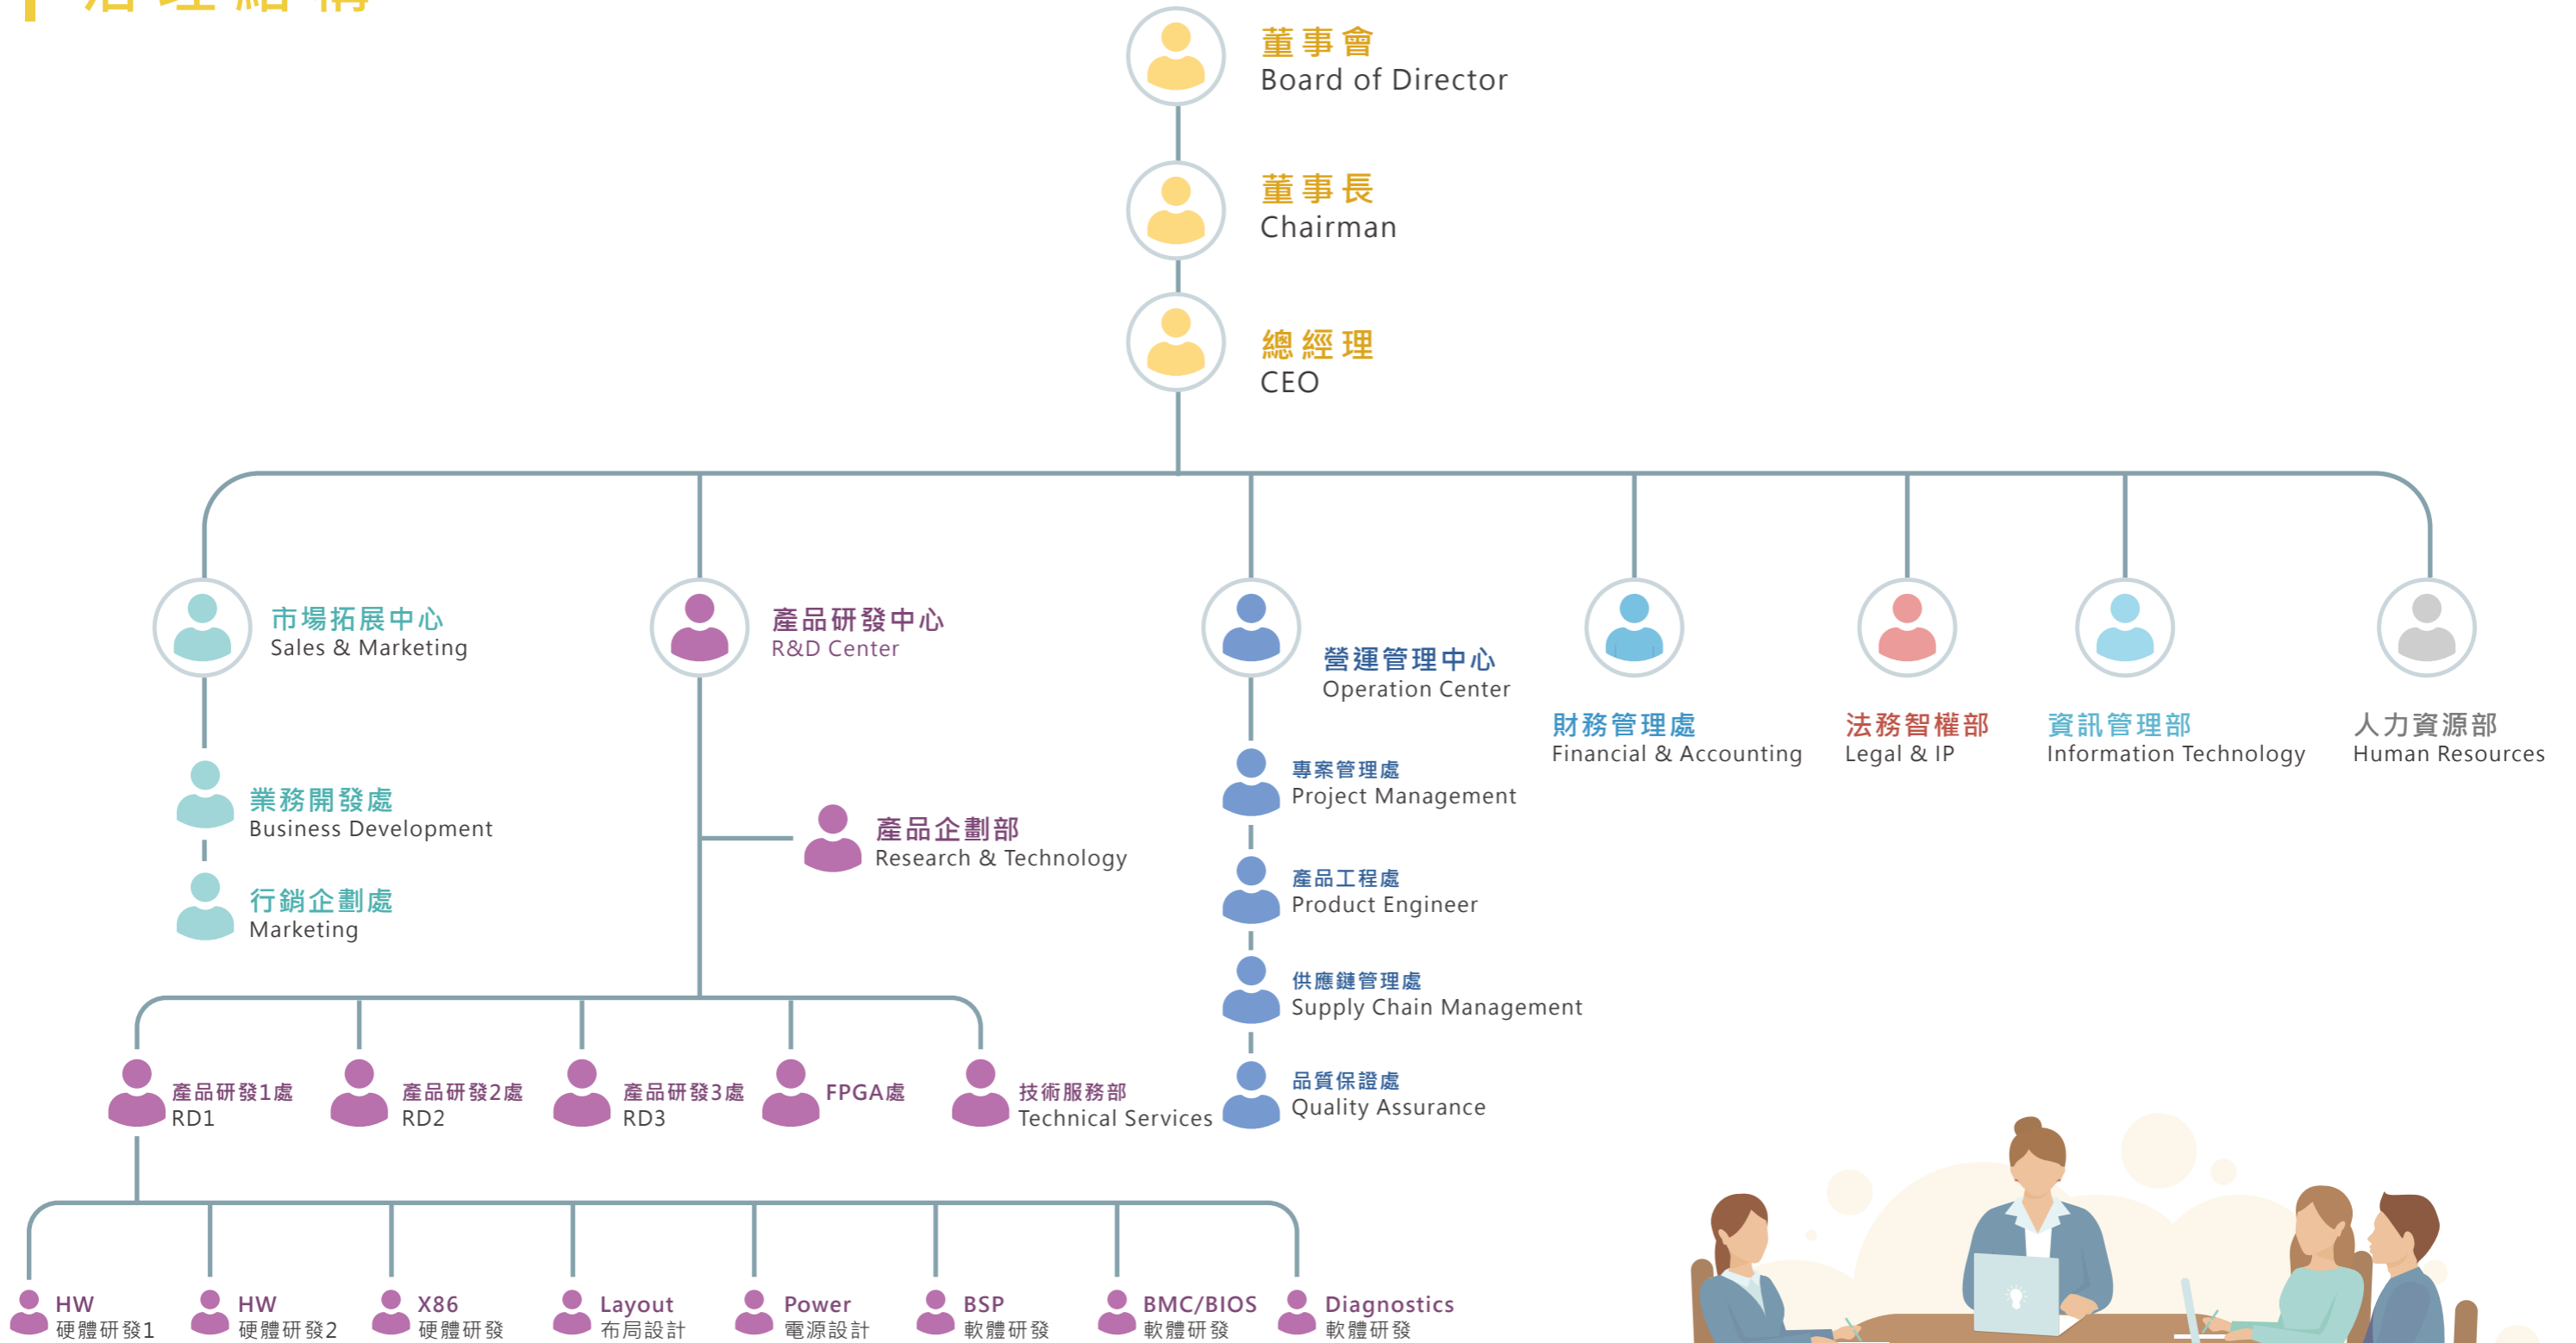 治理結構
董事會
Board of Director
董事長
Chairman
總經理
CEO
市場拓展中心
Sales & Marketing
業務開發處
Business Development
行銷企劃處
Marketing
產品研發中心
R&D Center
產品企劃部
Research & Technology
產品研發1處
RD1
產品研發2處
RD2
產品研發3處
RD3
FPGA處
技術服務部
Technical Services
HW
硬體研發1
HW
硬體研發2
X86
硬體研發
Layout
布局設計
Power
電源設計
BSP
軟體研發
BMC/BIOS
軟體研發
Diagnostics
軟體研發
營運管理中心
Operation Center
專案管理處
Project Management
產品工程處
Product Engineer
供應鏈管理處
Supply Chain Management
品質保證處
Quality Assurance
財務管理處
Financial & Accounting
法務智權部
Legal & IP
資訊管理部
Information Technology
人力資源部
Human Resources